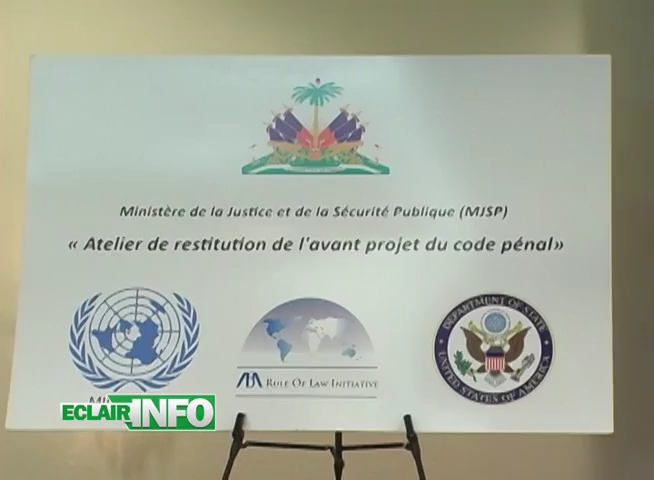 Ministère de la Justice et de la Sécurité Publique (MJSP)
« Atelier de restitution de l'avant projet du code pénal»
ABA RULE OF LAW INITIATIVE
DEPARTMENT OF STATE
UNITED STATES OF AMERICA
ECLAIR INFO